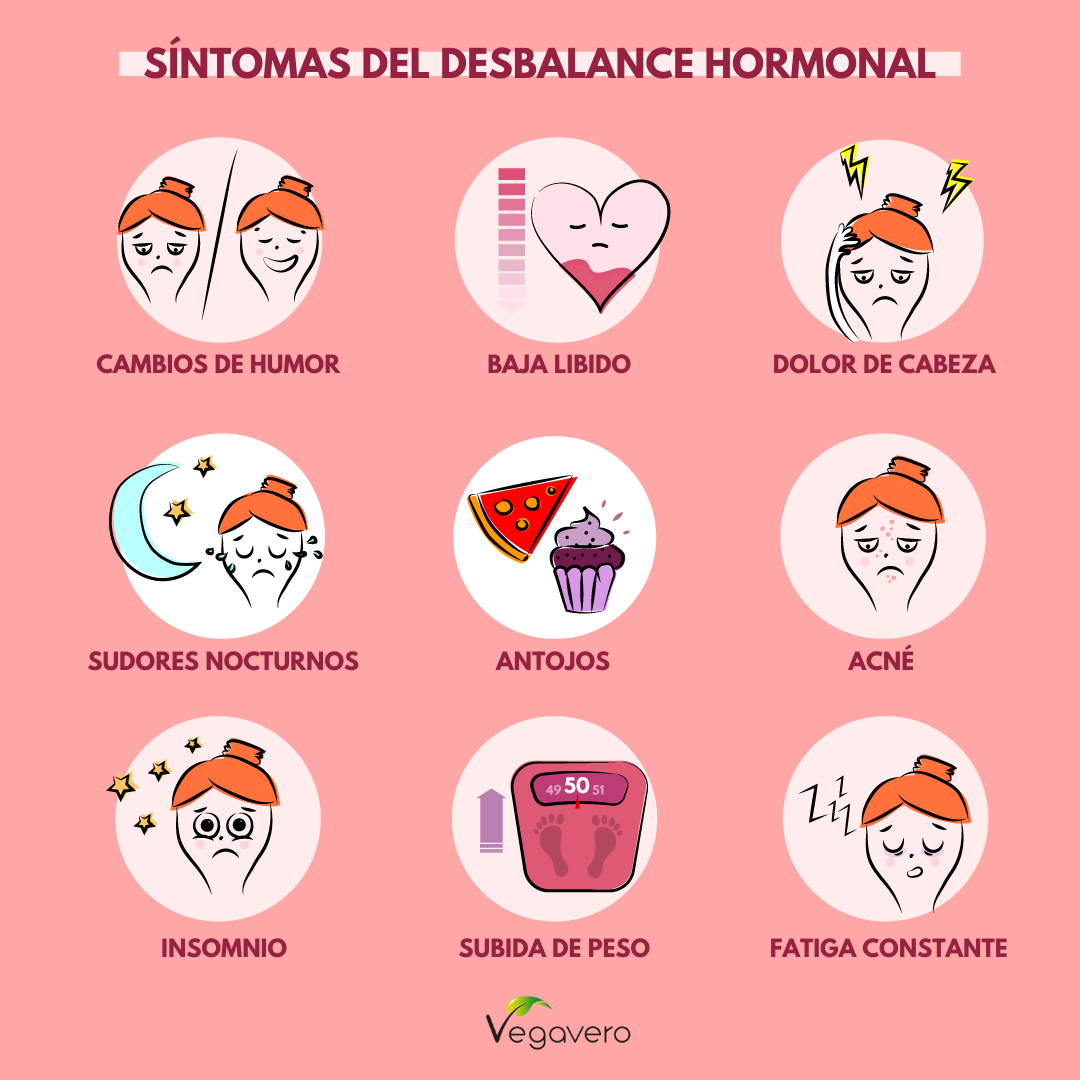 SÍNTOMAS DEL DESBALANCE HORMONAL
CAMBIOS DE HUMOR
BAJA LIBIDO
DOLOR DE CABEZA
SUDORES NOCTURNOS
ANTOJOS
ACNÉ
49 50 51
INSOMNIO
SUBIDA DE PESO
Z Z Z Z
FATIGA CONSTANTE
Vegavero